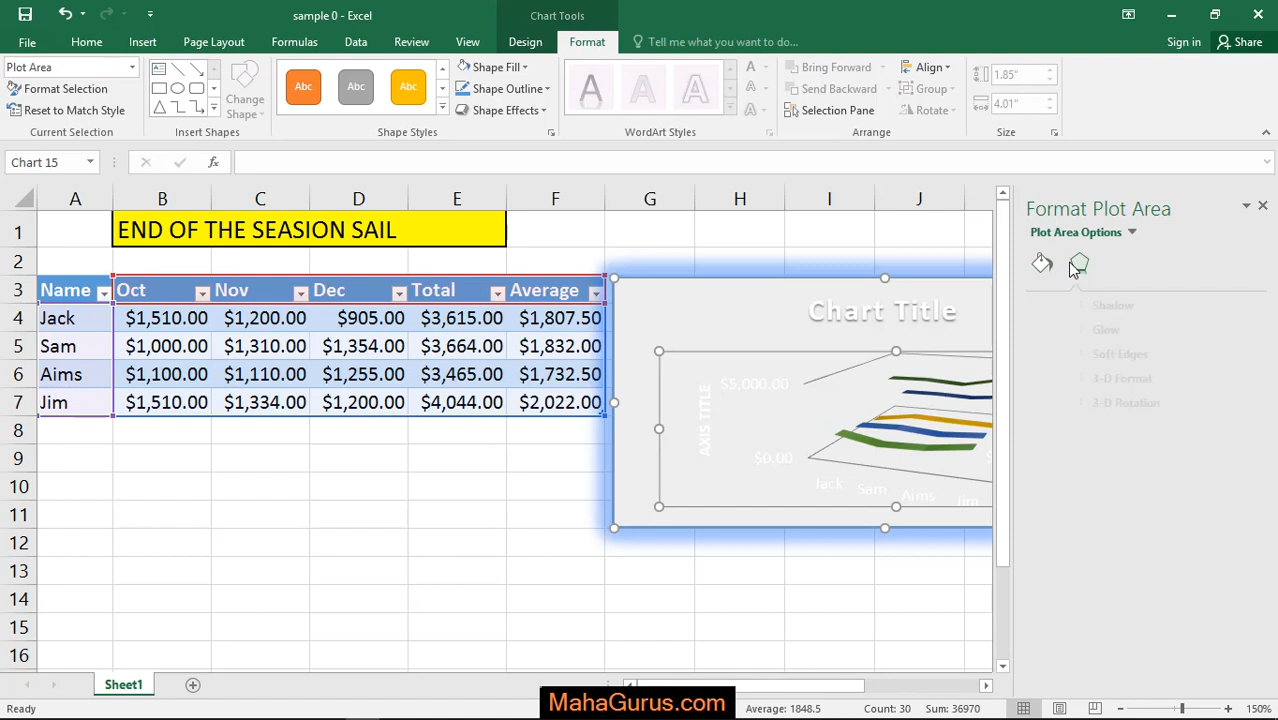 sample 0 - Excel
Chart Tools
File Home Insert Page Layout Formulas Data Review View Design Format Tell me what you want to do... Sign in Share
Plot Area
Format Selection
Reset to Match Style
Current Selection
Change
Shape
Insert Shapes
Abc Abc Abc
Shape Fill
Shape Outline
Shape Effects
Shape Styles
A A A
A
A
A
WordArt Styles
Bring Forward
Send Backward
Selection Pane
Align
Group
Rotate
Arrange
1.85"
4.01"
Size
Chart 15
fx
A B C D E F G H I J
1 END OF THE SEASION SAIL
2
3 Name Oct Nov Dec Total Average
4 Jack $1,510.00 $1,200.00 $905.00 $3,615.00 $1,807.50
5 Sam $1,000.00 $1,310.00 $1,354.00 $3,664.00 $1,832.00
6 Aims $1,100.00 $1,110.00 $1,255.00 $3,465.00 $1,732.50
7 Jim $1,510.00 $1,334.00 $1,200.00 $4,044.00 $2,022.00
8
9
10
11
12
13
14
15
16
Chart Title
AXIS TITLE
$5,000.00
$0.00
$
Jack Sam Aims Jim
Format Plot Area
Plot Area Options
Shadow
Glow
Soft Edges
3-D Format
3-D Rotation
Sheet1
MahaGurus.com
Ready
Average: 1848.5 Count: 30 Sum: 36970
150%